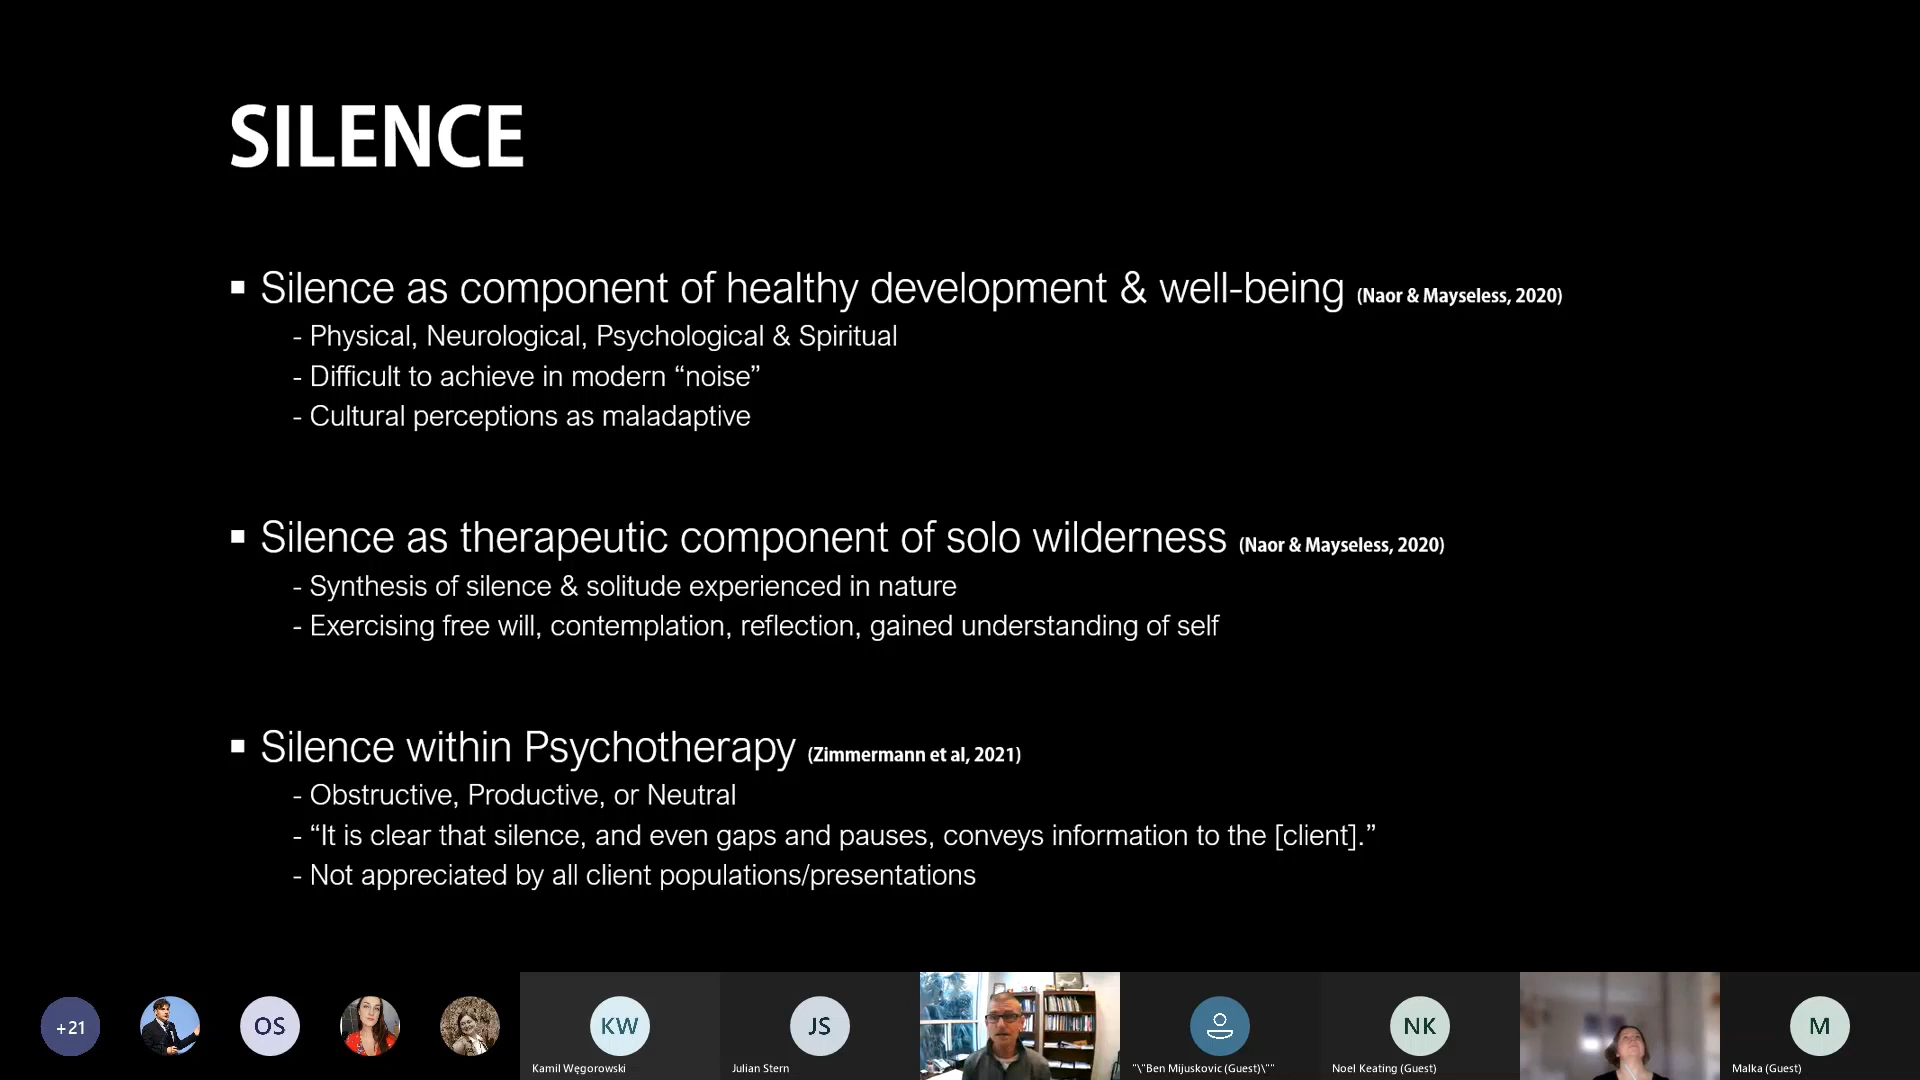 SILENCE
▪ Silence as component of healthy development & well-being (Naor & Mayseless, 2020)
- Physical, Neurological, Psychological & Spiritual
- Difficult to achieve in modern “noise”
- Cultural perceptions as maladaptive
▪ Silence as therapeutic component of solo wilderness (Naor & Mayseless, 2020)
- Synthesis of silence & solitude experienced in nature
- Exercising free will, contemplation, reflection, gained understanding of self
▪ Silence within Psychotherapy (Zimmermann et al, 2021)
- Obstructive, Productive, or Neutral
- “It is clear that silence, and even gaps and pauses, conveys information to the [client].”
- Not appreciated by all client populations/presentations
+21
OS
KW
Kamil Węgorowski
JS
Julian Stern
"\"Ben Mijuskovic (Guest)\""
NK
Noel Keating (Guest)
M
Malka (Guest)